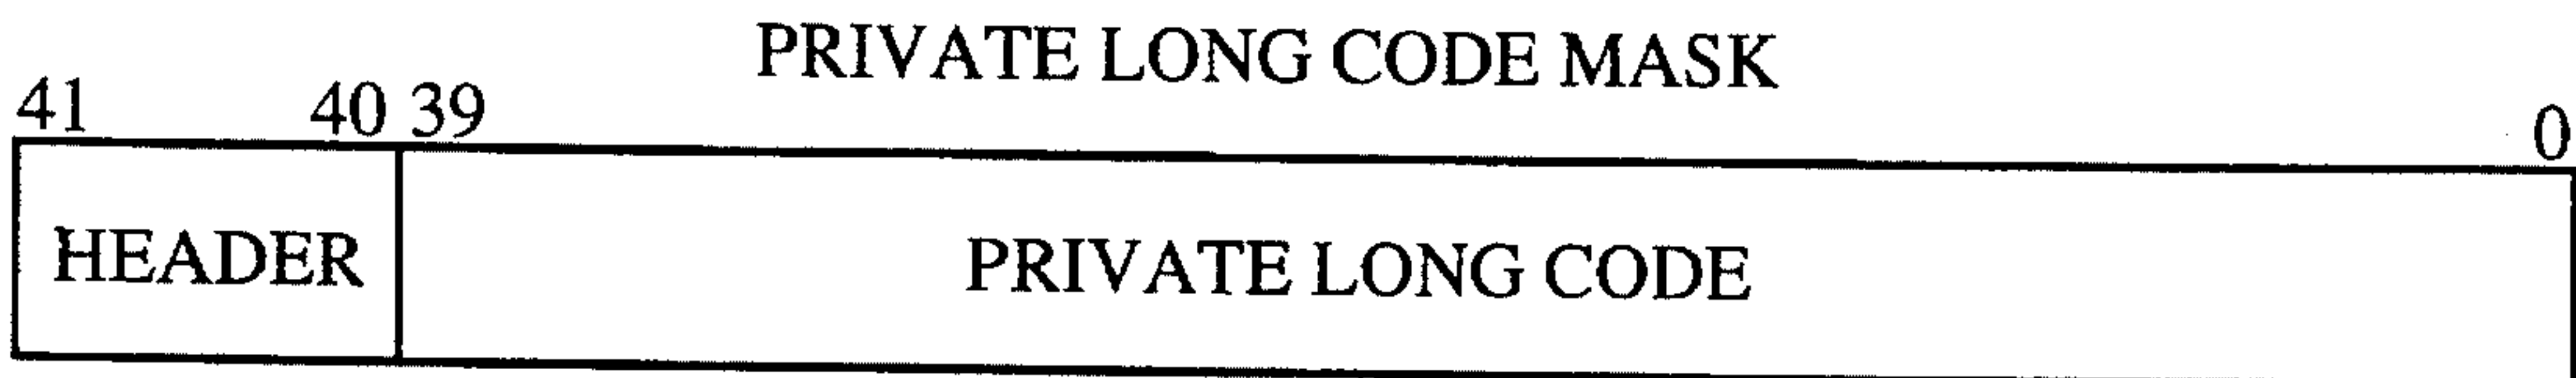 PRIVATE LONG CODE MASK
41 40 39 0
HEADER PRIVATE LONG CODE